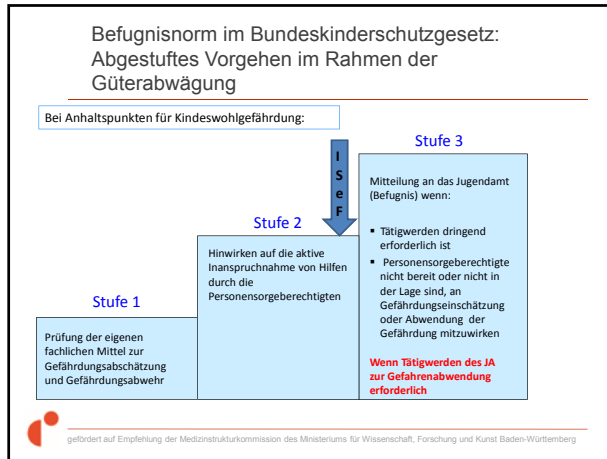 Befugnisnorm im Bundeskinderschutzgesetz:
Abgestuftes Vorgehen im Rahmen der
Güterabwägung
Bei Anhaltspunkten für Kindeswohlgefährdung:
Stufe 1
Prüfung der eigenen
fachlichen Mittel zur
Gefährdungsabschätzung
und Gefährdungsabwehr
Stufe 2
Hinwirken auf die aktive
Inanspruchnahme von Hilfen
durch die
Personensorgeberechtigten
I
S
e
F
Stufe 3
Mitteilung an das Jugendamt
(Befugnis) wenn:
▪ Tätigwerden dringend
erforderlich ist
▪ Personensorgeberechtigte
nicht bereit oder nicht in
der Lage sind, an
Gefährdungseinschätzung
oder Abwendung der
Gefährdung mitzuwirken
Wenn Tätigwerden des JA
zur Gefahrenabwendung
erforderlich
gefördert auf Empfehlung der Medizinstrukturkommission des Ministeriums für Wissenschaft, Forschung und Kunst Baden-Württemberg